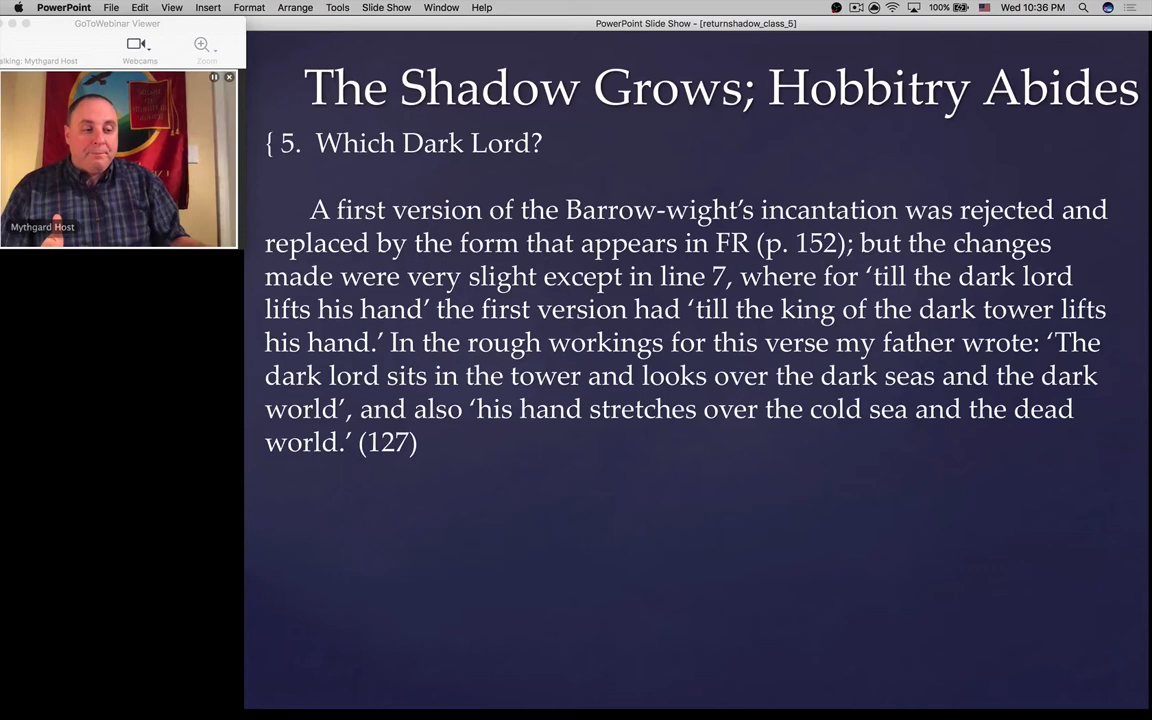 PowerPoint File Edit View Insert Format Arrange Tools Slide Show Window Help 100% Wed 10:36 PM
GoToWebinar Viewer
PowerPoint Slide Show - [returnshadow_class_5]
Webcams
Zoom
alking: Mythgard Host
Mythgard Host
The Shadow Grows; Hobbitry Abides
{ 5. Which Dark Lord?
A first version of the Barrow-wight's incantation was rejected and
replaced by the form that appears in FR (p. 152); but the changes
made were very slight except in line 7, where for ‘till the dark lord
lifts his hand’ the first version had ‘till the king of the dark tower lifts
his hand.’ In the rough workings for this verse my father wrote: ‘The
dark lord sits in the tower and looks over the dark seas and the dark
world’, and also ‘his hand stretches over the cold sea and the dead
world.’ (127)